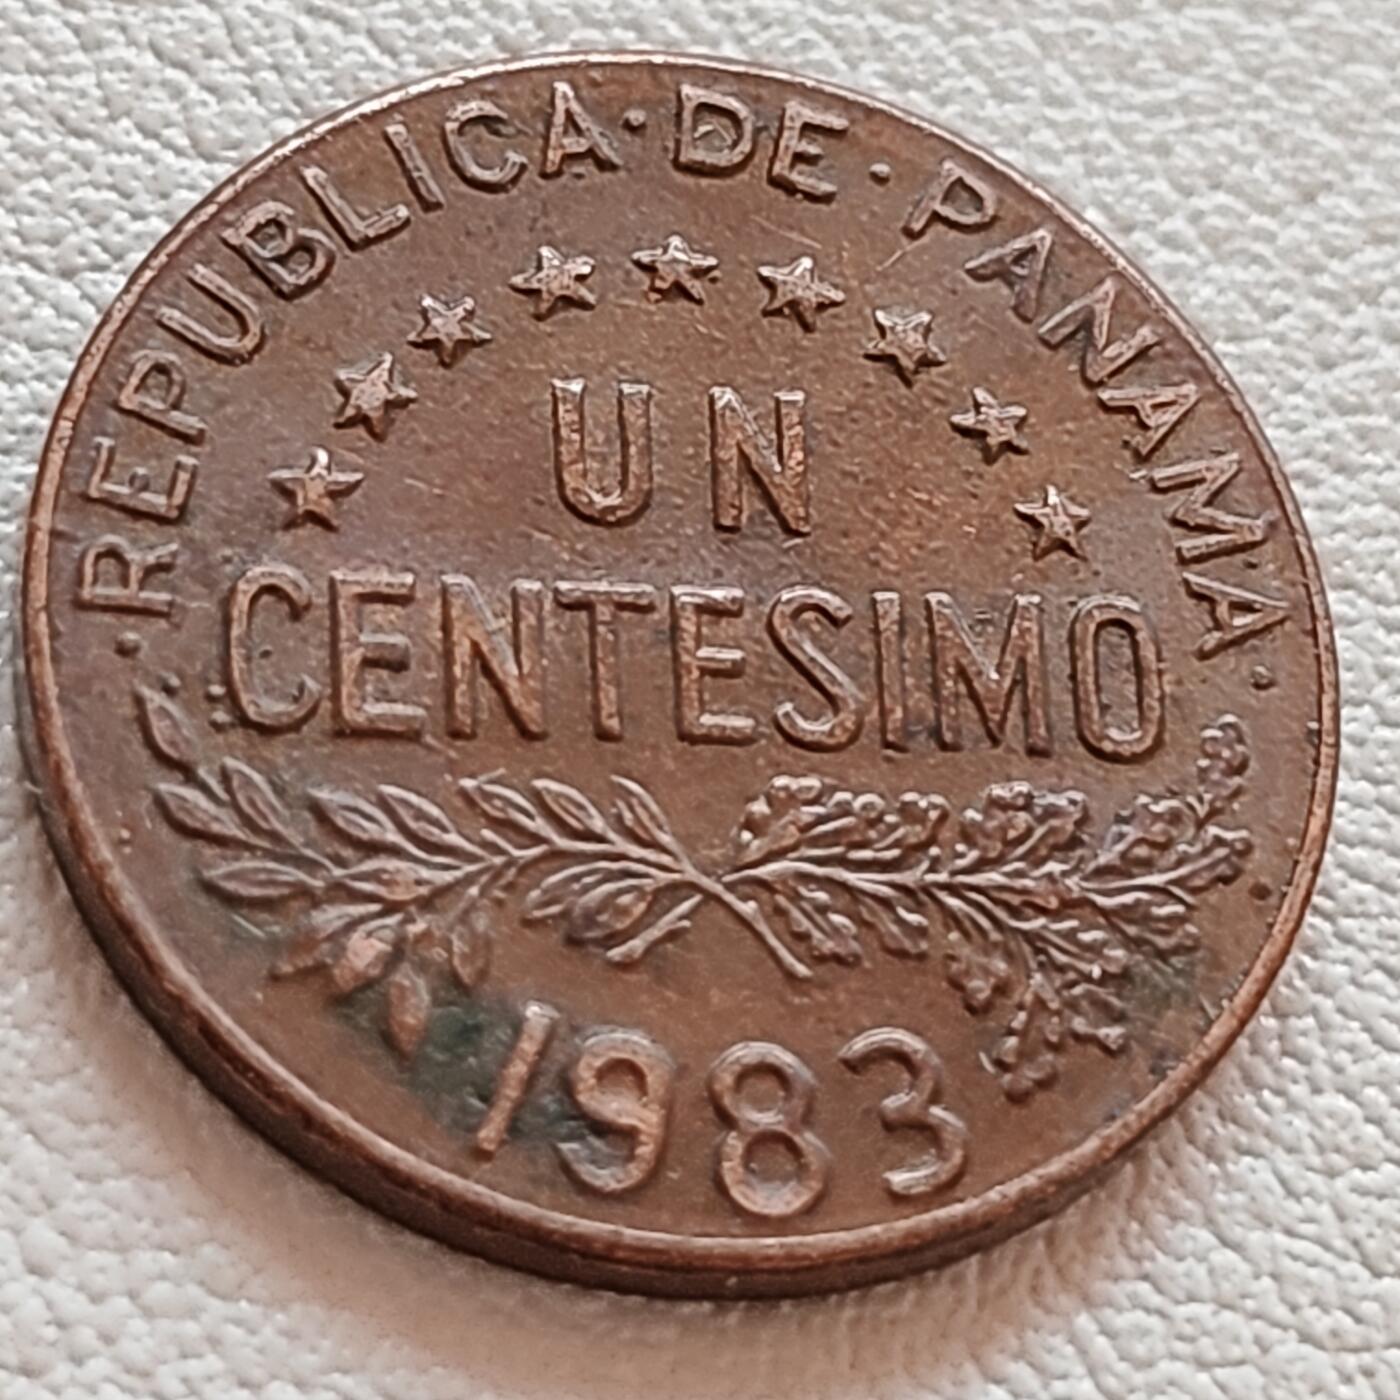 ·REPUBLICA·DE·PANAMA·
UN
CENTESIMO
1983